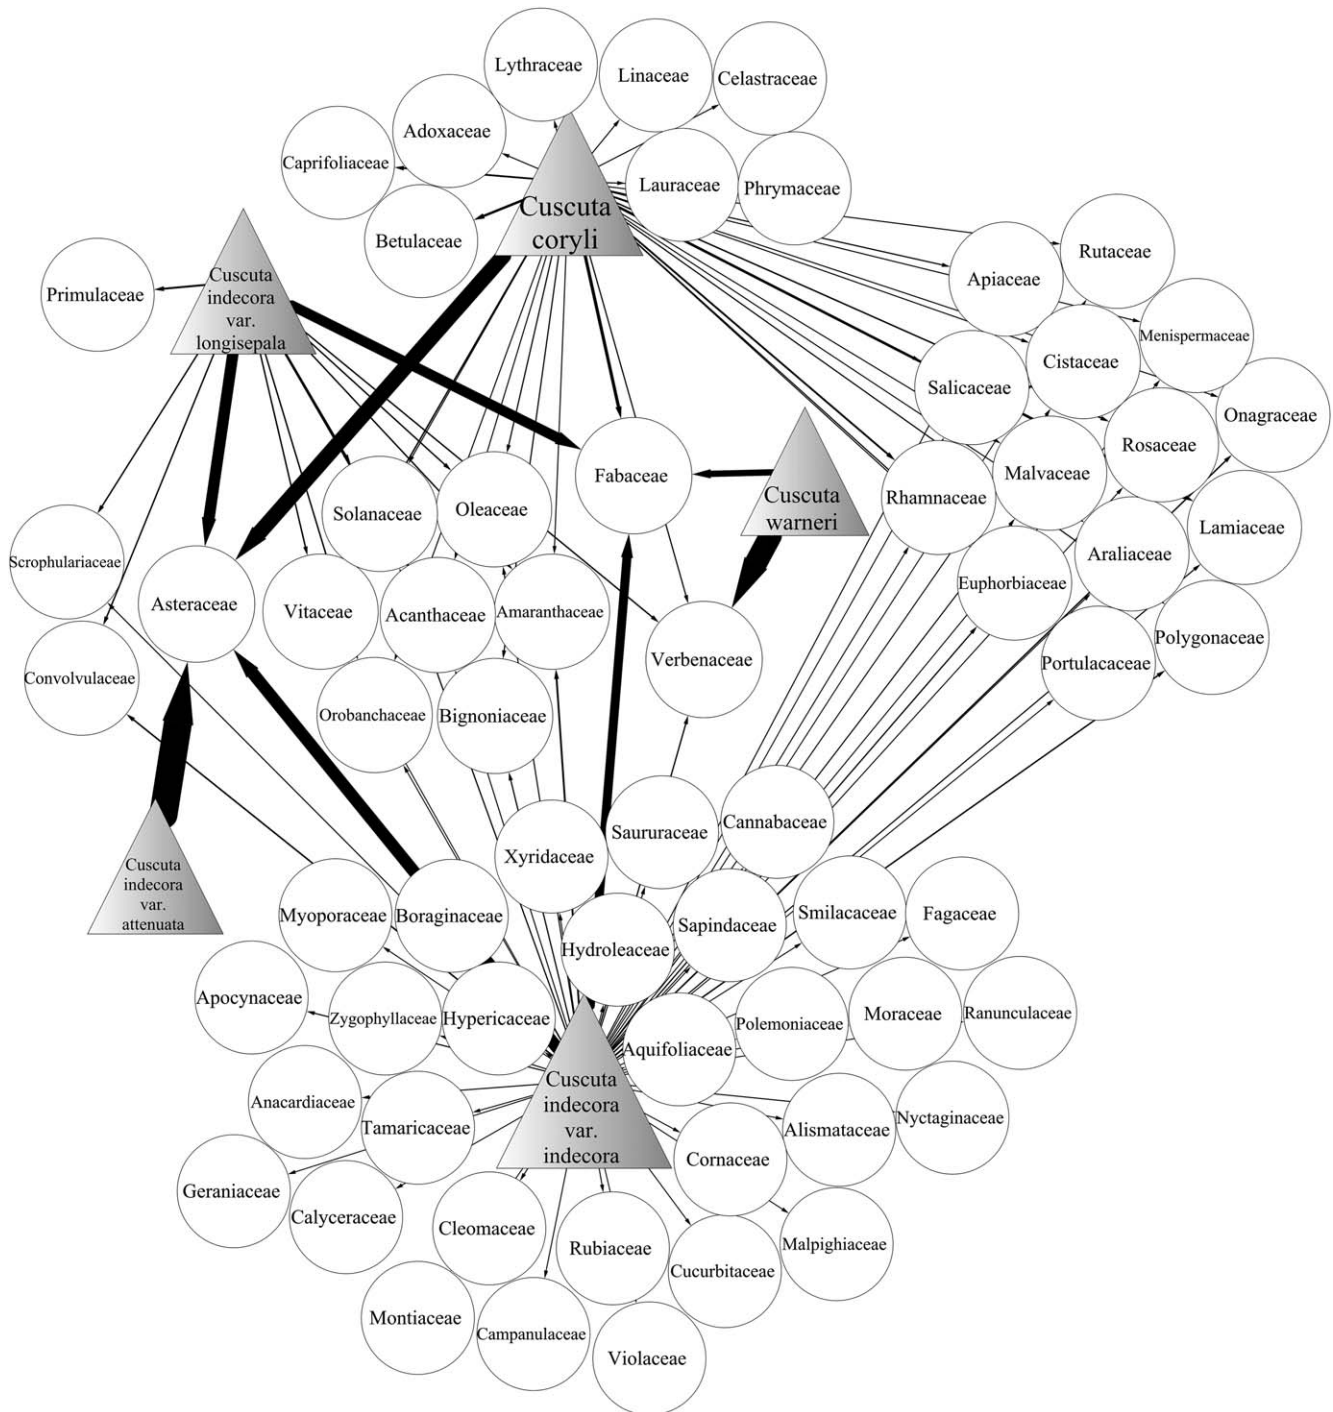 Lythraceae
Linaceae
Celastraceae
Adoxaceae
Caprifoliaceae
Lauraceae
Phrymaceae
Cuscuta
coryli
Betulaceae
Rutaceae
Apiaceae
Primulaceae
Cuscuta
indecora
var.
longisepala
Menispermaceae
Cistaceae
Salicaceae
Onagraceae
Rosaceae
Fabaceae
Malvaceae
Rhamnaceae
Cuscuta
warneri
Solanaceae
Oleaceae
Lamiaceae
Araliaceae
Scrophulariaceae
Euphorbiaceae
Asteraceae
Vitaceae
Acanthaceae
Amaranthaceae
Polygonaceae
Verbenaceae
Portulacaceae
Convolvulaceae
Orobanchaceae
Bignoniaceae
Cannabaceae
Saururaceae
Xyridaceae
Cuscuta
indecora
var.
attenuata
Myoporaceae
Boraginaceae
Smilacaceae
Fagaceae
Sapindaceae
Hydroleaceae
Apocynaceae
Zygophyllaceae
Hypericaceae
Polemoniaceae
Moraceae
Ranunculaceae
Aquifoliaceae
Cuscuta
indecora
var.
indecora
Anacardiaceae
Tamaricaceae
Alismataceae
Nyctaginaceae
Cornaceae
Geraniaceae
Calyceraceae
Cleomaceae
Rubiaceae
Malpighiaceae
Cucurbitaceae
Montiaceae
Campanulaceae
Violaceae